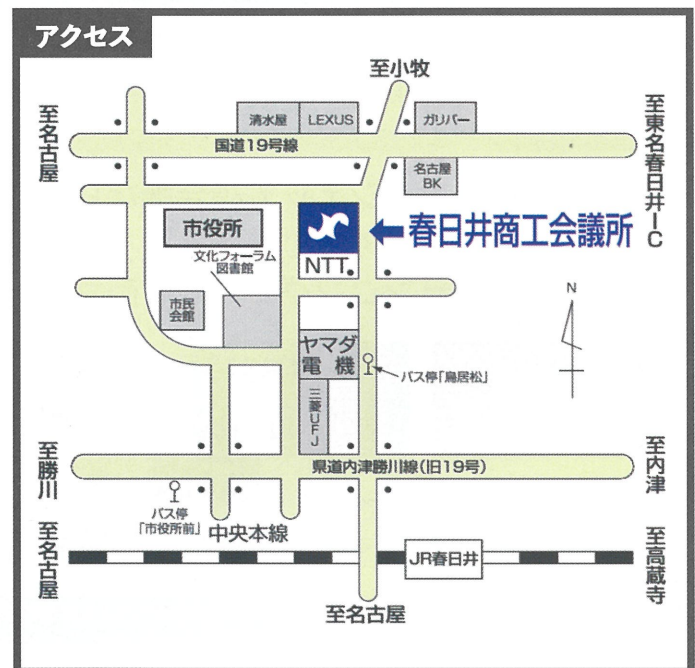 アクセス
至小牧
至名古屋
清水屋
LEXUS
ガリバー
至東名春日井IC
国道19号線
名古屋
BK
市役所
春日井商工会議所
文化フォーラム
図書館
NTT
N
市民
会館
ヤマダ
電機
バス停「鳥居松」
三菱UFJ
至勝川
県道内津勝川線(旧19号)
至内津
バス停
「市役所前」
中央本線
至名古屋
JR春日井
至高蔵寺
至名古屋